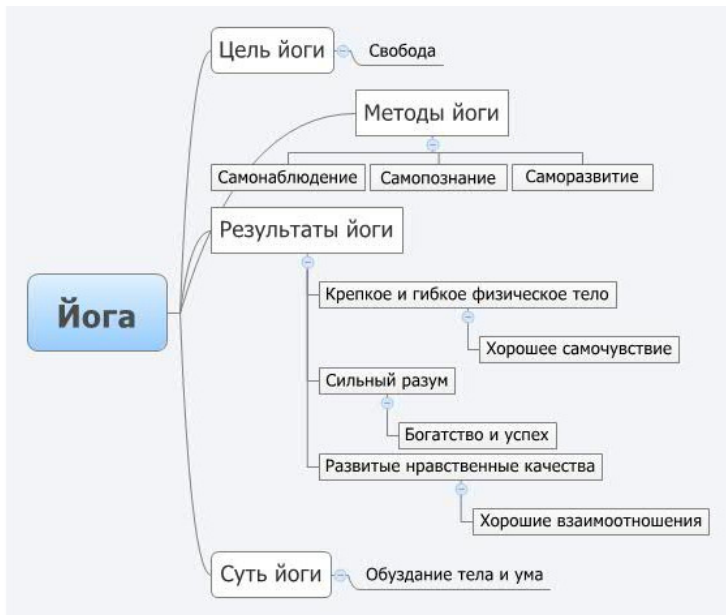 Цель йоги
Свобода
Методы йоги
Самонаблюдение
Самопознание
Саморазвитие
Результаты йоги
Крепкое и гибкое физическое тело
Йога
Хорошее самочувствие
Сильный разум
Богатство и успех
Развитые нравственные качества
Хорошие взаимоотношения
Суть йоги
Обуздание тела и ума